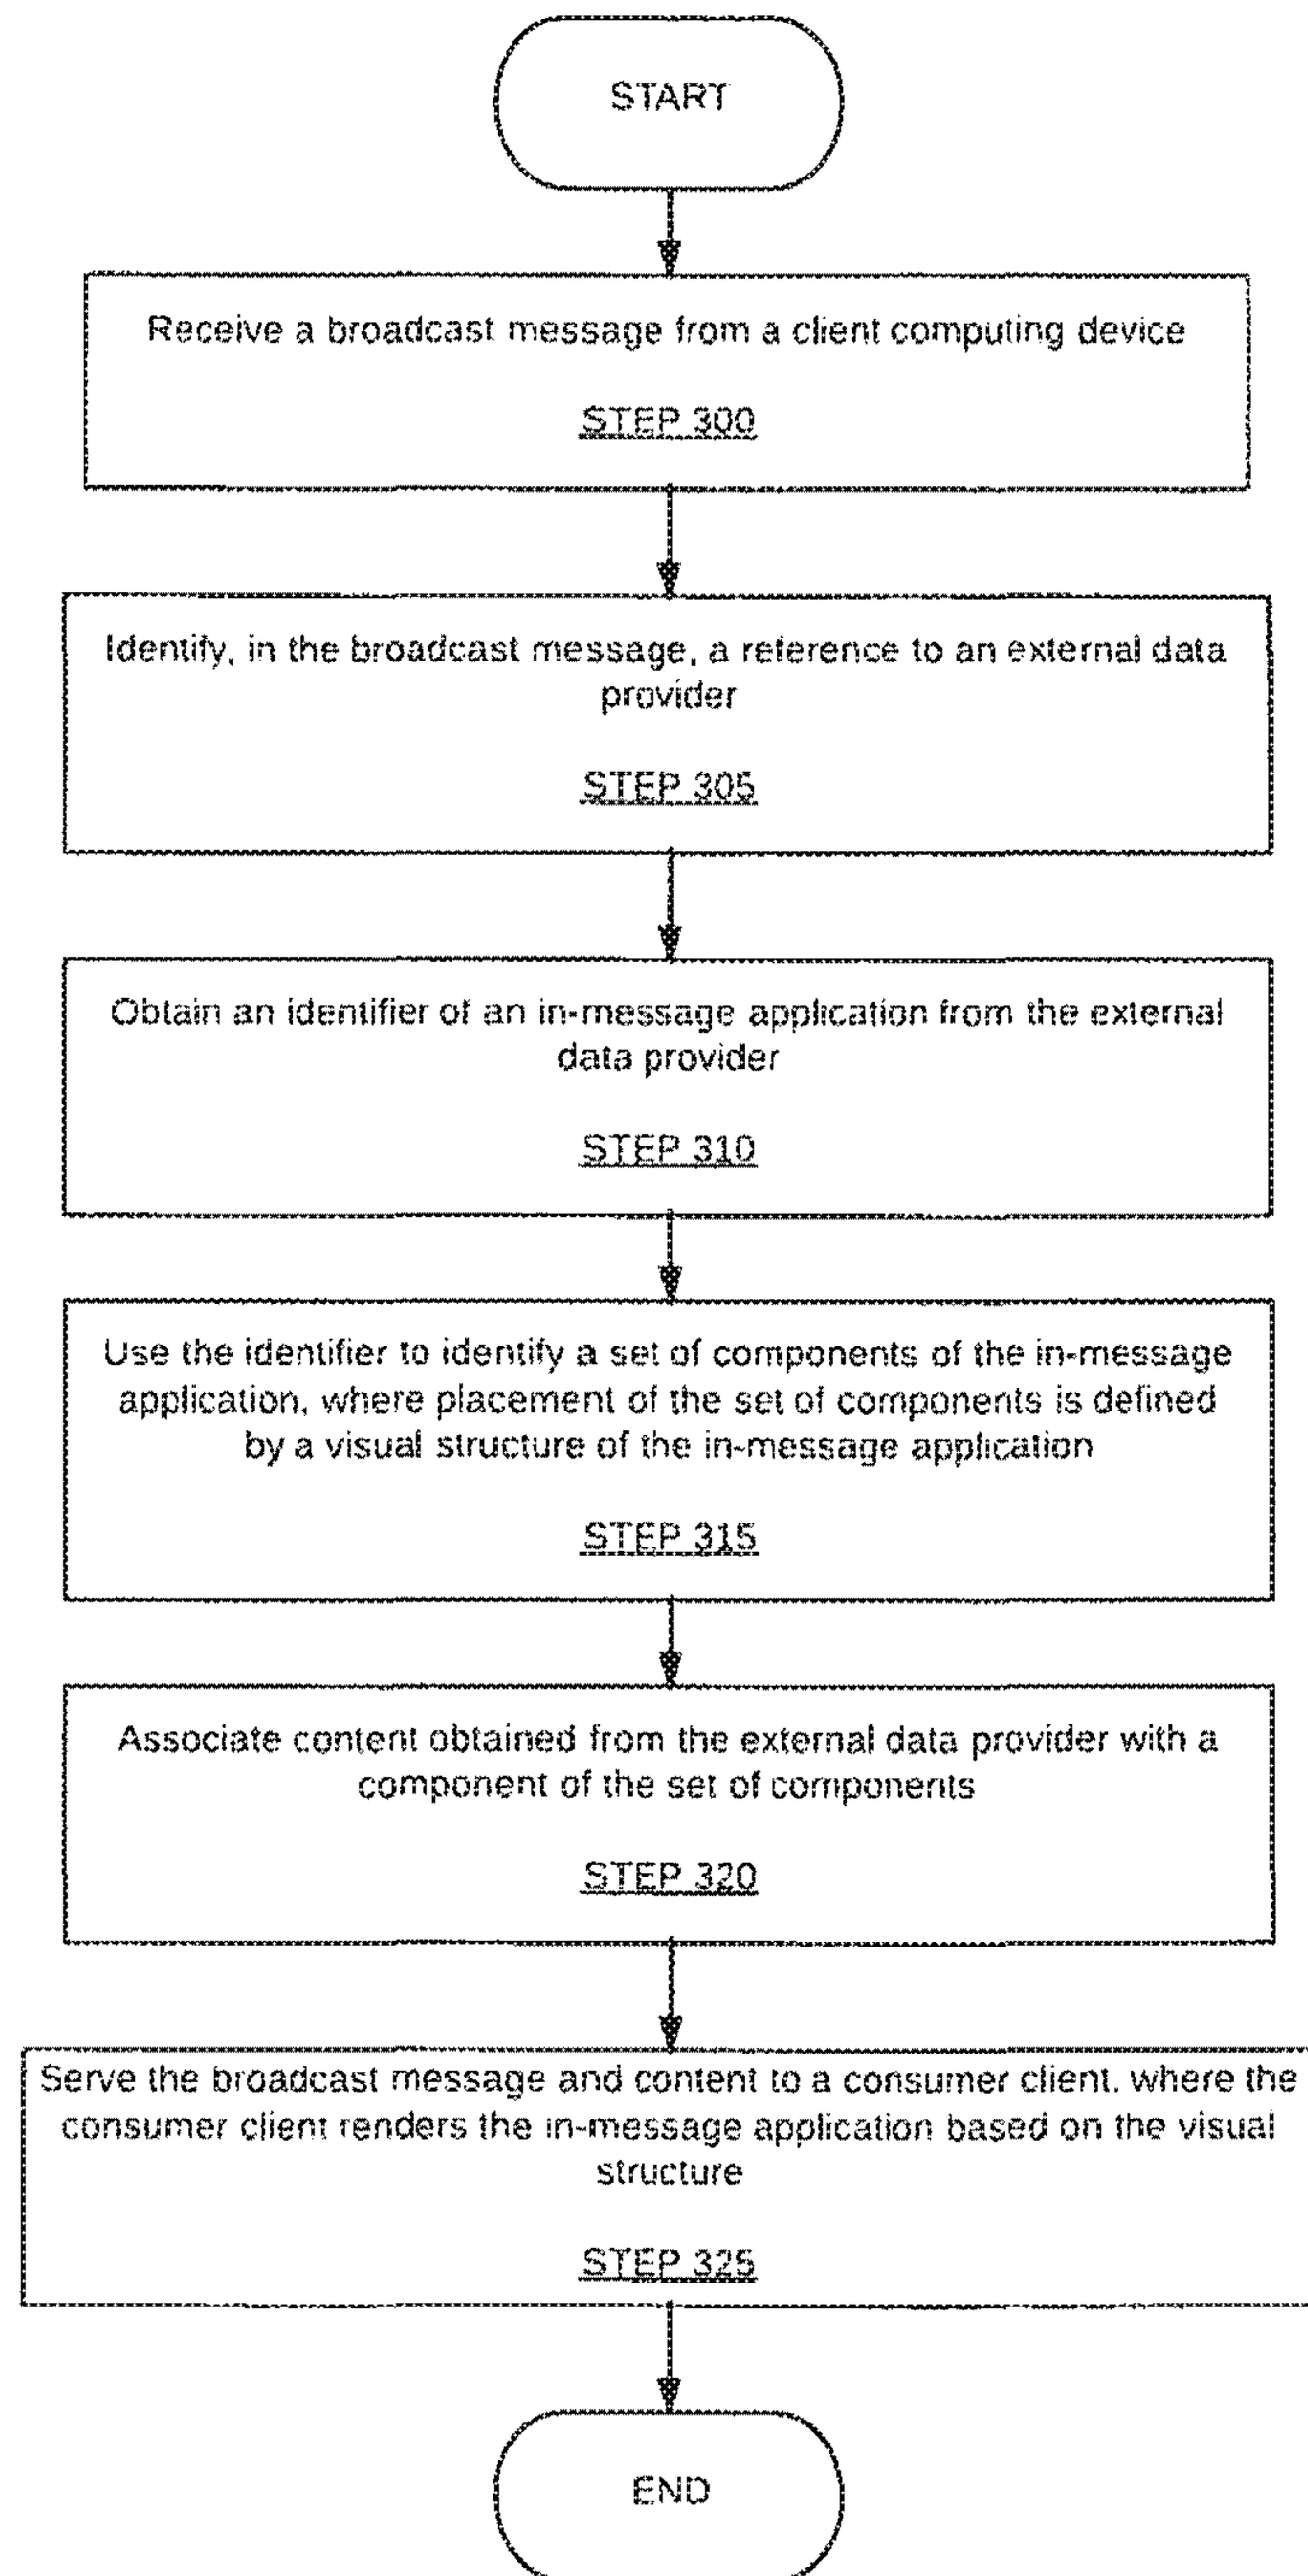 START
Receive a broadcast message from a client computing device
STEP 300
Identify, in the broadcast message, a reference to an external data
provider
STEP 305
Obtain an identifier of an in-message application from the external
data provider
STEP 310
Use the identifier to identify a set of components of the in-message
application, where placement of the set of components is defined
by a visual structure of the in-message application
STEP 315
Associate content obtained from the external data provider with a
component of the set of components
STEP 320
Serve the broadcast message and content to a consumer client, where the
consumer client renders the in-message application based on the visual
structure
STEP 325
END